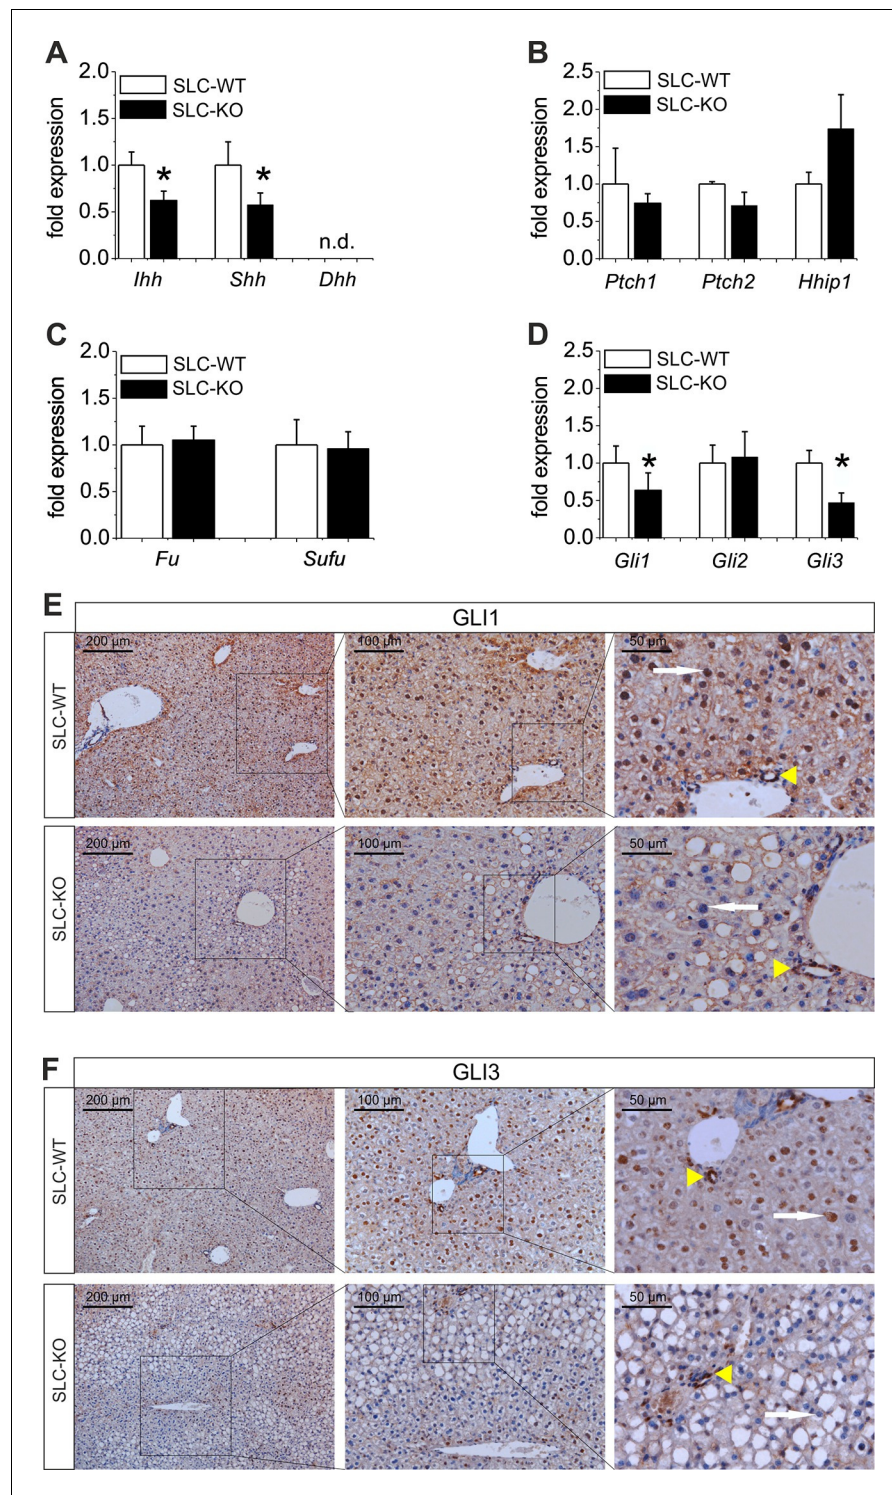 A
fold expression
2.0
1.5
1.0
0.5
0.0
SLC-WT
SLC-KO
*
*
n.d.
Ihh Shh Dhh
B
fold expression
2.5
2.0
1.5
1.0
0.5
0.0
SLC-WT
SLC-KO
Ptch1 Ptch2 Hhip1
C
fold expression
2.0
1.5
1.0
0.5
0.0
SLC-WT
SLC-KO
Fu Sufu
D
fold expression
2.5
2.0
1.5
1.0
0.5
0.0
SLC-WT
SLC-KO
*
*
Gli1 Gli2 Gli3
E
GLI1
SLC-WT
200 µm 100 µm 50 µm
SLC-KO
200 µm 100 µm 50 µm
F
GLI3
SLC-WT
200 µm 100 µm 50 µm
SLC-KO
200 µm 100 µm 50 µm